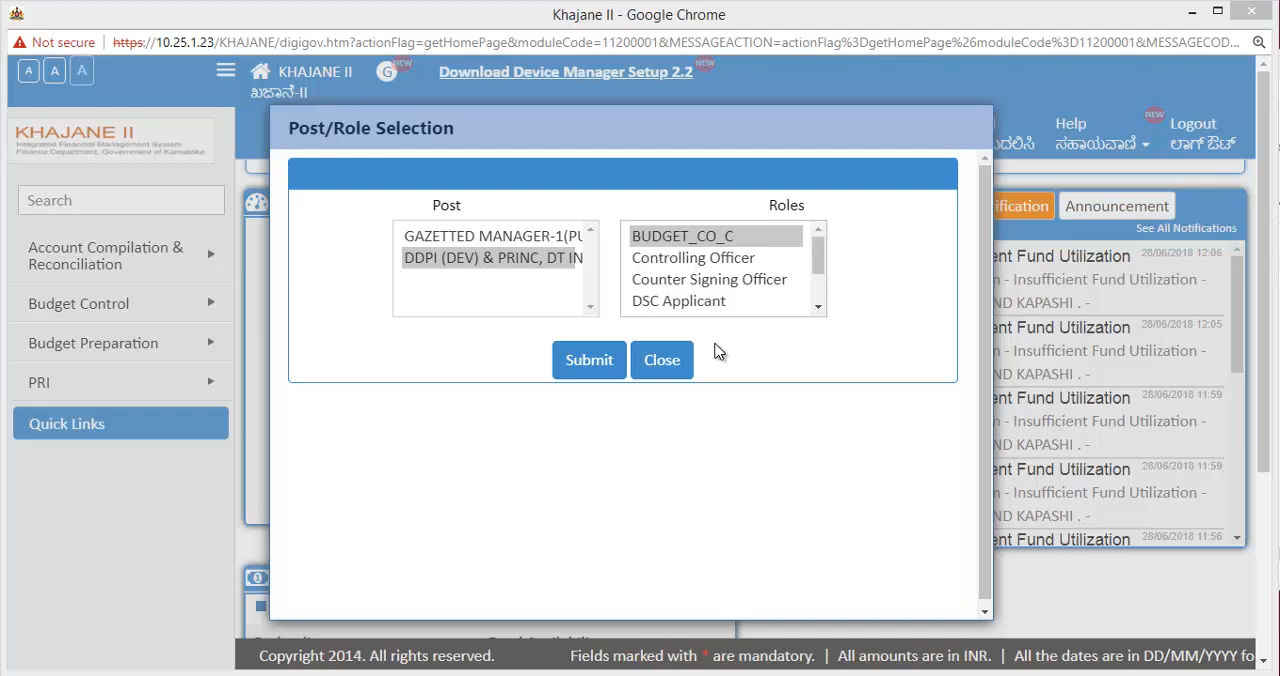 Khajane II - Google Chrome
Not secure | https://10.25.1.23/KHAJANE/digigov.htm?actionFlag=getHomePage&moduleCode=11200001&MESSAGEACTION=actionFlag%3DgetHomePage%26moduleCode%3D11200001&MESSAGECOD...
A A A
KHAJANE II
G NEW
Download Device Manager Setup 2.2 NEW
ಖಜಾನೆ-II
KHAJANE II
Integrated Financial Management System
Finance Department, Government of Karnataka
Help
ಸಹಾಯವಾಣಿ
NEW
Logout
ಲಾಗ್ ಔಟ್
ಬದಲಿಸಿ
Search
Account Compilation &
Reconciliation
Budget Control
Budget Preparation
PRI
Quick Links
Post/Role Selection
Post
Roles
GAZETTED MANAGER-1(PU
DDPI (DEV) & PRINC, DT IN
BUDGET_CO_C
Controlling Officer
Counter Signing Officer
DSC Applicant
Submit
Close
ification
Announcement
See All Notifications
ent Fund Utilization 28/06/2018 12:06
n - Insufficient Fund Utilization -
ND KAPASHI . -
ent Fund Utilization 28/06/2018 12:05
n - Insufficient Fund Utilization -
ND KAPASHI . -
ent Fund Utilization 28/06/2018 11:59
n - Insufficient Fund Utilization -
ND KAPASHI . -
ent Fund Utilization 28/06/2018 11:59
n - Insufficient Fund Utilization -
ND KAPASHI . -
ent Fund Utilization 28/06/2018 11:56
Copyright 2014. All rights reserved.
Fields marked with * are mandatory. | All amounts are in INR. | All the dates are in DD/MM/YYYY fo